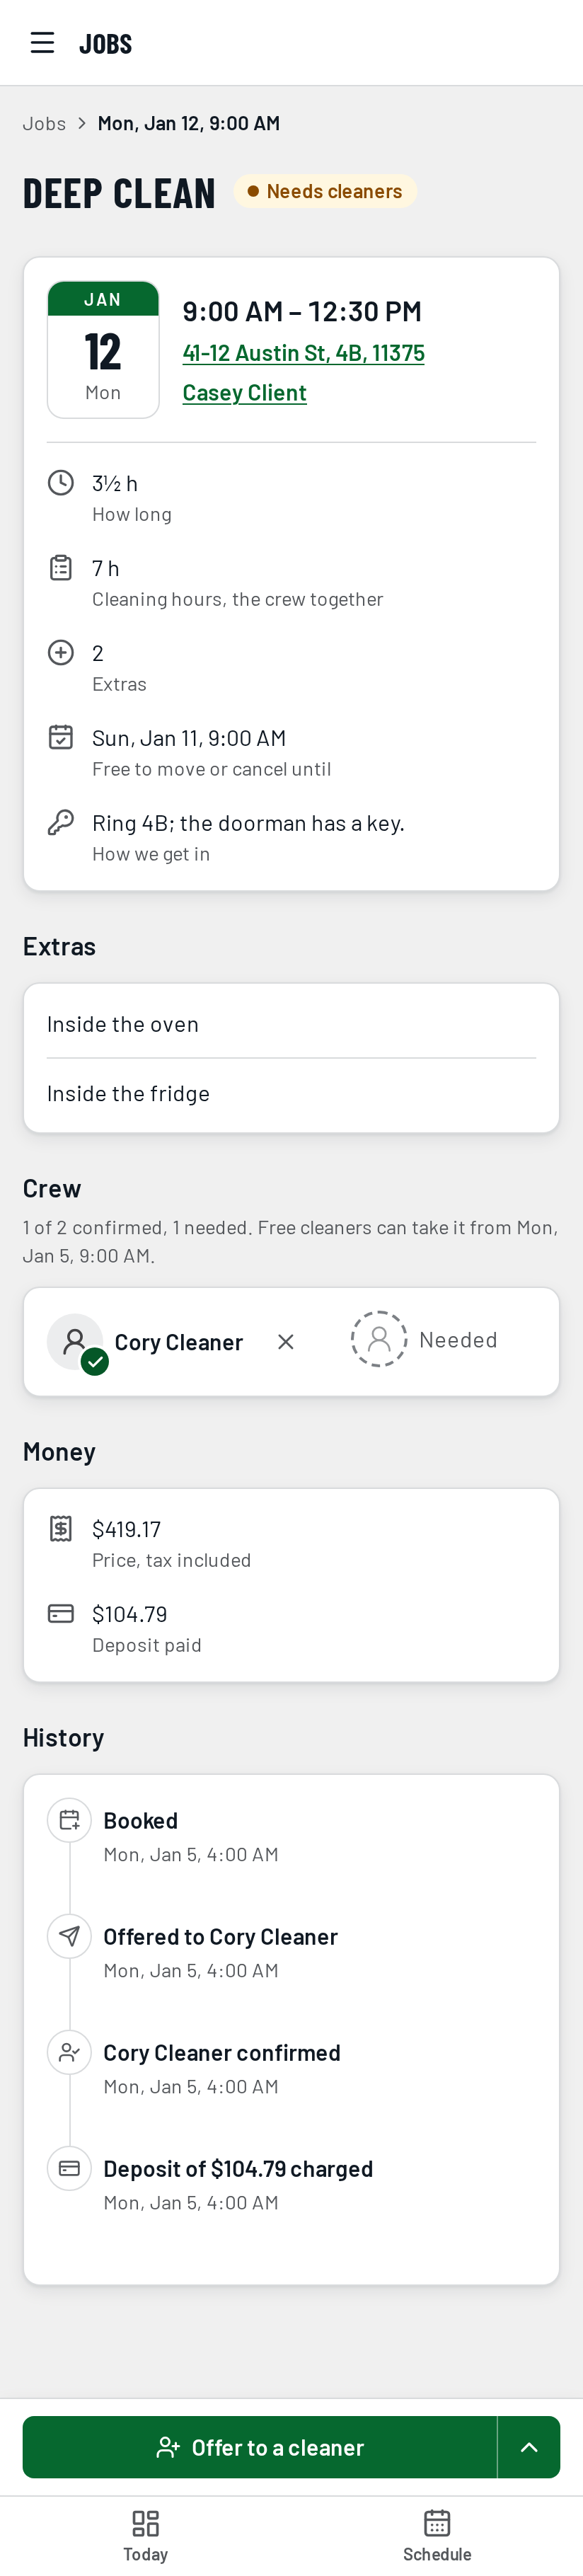 JOBS
Jobs > Mon, Jan 12, 9:00 AM
DEEP CLEAN
Needs cleaners
JAN
12
Mon
9:00 AM – 12:30 PM
41-12 Austin St, 4B, 11375
Casey Client
3½ h
How long
7 h
Cleaning hours, the crew together
2
Extras
Sun, Jan 11, 9:00 AM
Free to move or cancel until
Ring 4B; the doorman has a key.
How we get in
Extras
Inside the oven
Inside the fridge
Crew
1 of 2 confirmed, 1 needed. Free cleaners can take it from Mon,
Jan 5, 9:00 AM.
Cory Cleaner
Needed
Money
$419.17
Price, tax included
$104.79
Deposit paid
History
Booked
Mon, Jan 5, 4:00 AM
Offered to Cory Cleaner
Mon, Jan 5, 4:00 AM
Cory Cleaner confirmed
Mon, Jan 5, 4:00 AM
Deposit of $104.79 charged
Mon, Jan 5, 4:00 AM
Offer to a cleaner
Today
Schedule